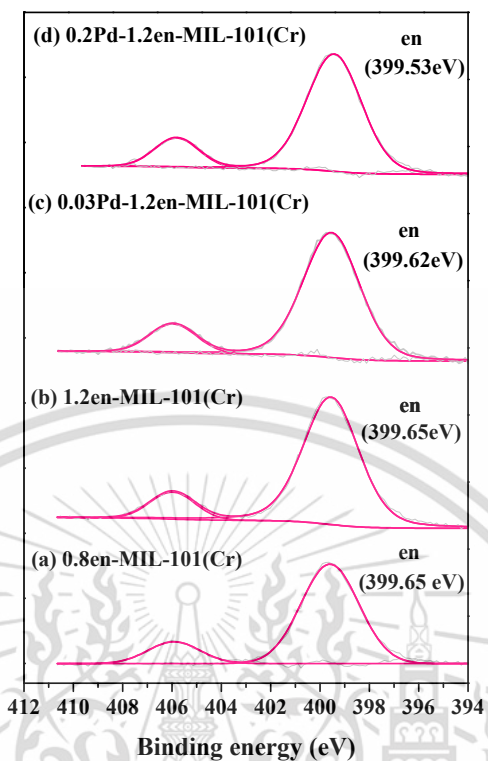 (d) 0.2Pd-1.2en-MIL-101(Cr)
en
(399.53eV)
(c) 0.03Pd-1.2en-MIL-101(Cr)
en
(399.62eV)
(b) 1.2en-MIL-101(Cr)
en
(399.65eV)
(a) 0.8en-MIL-101(Cr)
en
(399.65 eV)
412 410 408 406 404 402 400 398 396 394
Binding energy (eV)